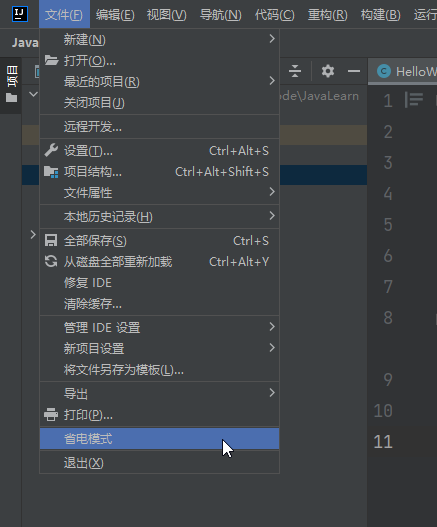 IJ 文件(F) 编辑(E) 视图(V) 导航(N) 代码(C) 重构(R) 构建(B) 运行
Java
项目
新建(N)
打开(O)...
最近的项目(R)
关闭项目(J)
远程开发...
设置(T)... Ctrl+Alt+S
项目结构... Ctrl+Alt+Shift+S
文件属性
本地历史记录(H)
全部保存(S) Ctrl+S
从磁盘全部重新加载 Ctrl+Alt+Y
修复 IDE
清除缓存...
管理 IDE 设置
新项目设置
将文件另存为模板(L)...
导出
打印(P)...
省电模式
退出(X)
ode\JavaLearn
C HelloW
1
2
3
4
5
6
7
8
9
10
11